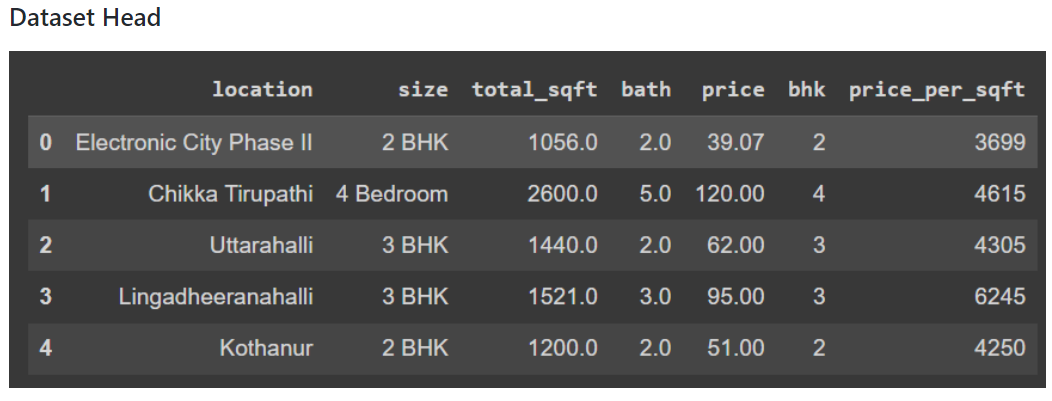 Dataset Head
location size total_sqft bath price bhk price_per_sqft
0 Electronic City Phase II 2 BHK 1056.0 2.0 39.07 2 3699
1 Chikka Tirupathi 4 Bedroom 2600.0 5.0 120.00 4 4615
2 Uttarahalli 3 BHK 1440.0 2.0 62.00 3 4305
3 Lingadheeranahalli 3 BHK 1521.0 3.0 95.00 3 6245
4 Kothanur 2 BHK 1200.0 2.0 51.00 2 4250